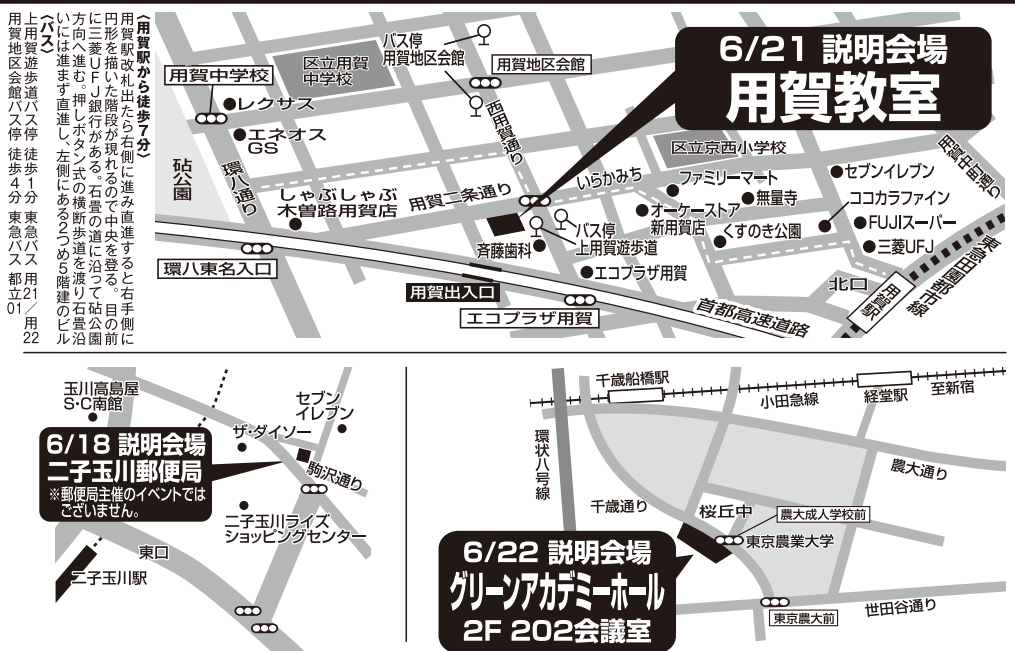 〈用賀駅から徒歩7分〉
用賀駅改札出たら右側に進み直進すると右手側に
円形を描いた階段が現れるので中央を登る。目の前
に三菱UFJ銀行がある。石畳の道に沿って砧公園
方向へ進む。押しボタン式の横断歩道を渡り石畳沿
いには進まず直進し、左側にある2つめ5階建のビル
〈バス〉
上用賀遊歩道バス停 徒歩1分 東急バス 用21/用22
用賀地区会館バス停 徒歩4分 東急バス 都立01
6/21 説明会場
用賀教室
バス停
用賀地区会館
用賀地区会館
区立用賀
中学校
用賀中学校
レクサス
エネオス
GS
砧公園
環八通り
西用賀通り
しゃぶしゃぶ
木曽路用賀店
用賀二条通り
いらかみち
区立京西小学校
用賀中町通り
セブンイレブン
ファミリーマート
無量寺
ココカラファイン
オーケーストア
新用賀店
くすのき公園
FUJIスーパー
三菱UFJ
バス停
上用賀遊歩道
斉藤歯科
エコプラザ用賀
環八東名入口
用賀出入口
エコプラザ用賀
首都高速道路
北口
用賀駅
東急田園都市線
玉川高島屋
S・C南館
セブン
イレブン
ザ・ダイソー
6/18 説明会場
二子玉川郵便局
※郵便局主催のイベントでは
ございません。
駒沢通り
二子玉川ライズ
ショッピングセンター
東口
二子玉川駅
千歳船橋駅
小田急線
経堂駅
至新宿
環状八号線
農大通り
千歳通り
桜丘中
農大成人学校前
東京農業大学
6/22 説明会場
グリーンアカデミーホール
2F 202会議室
東京農大前
世田谷通り